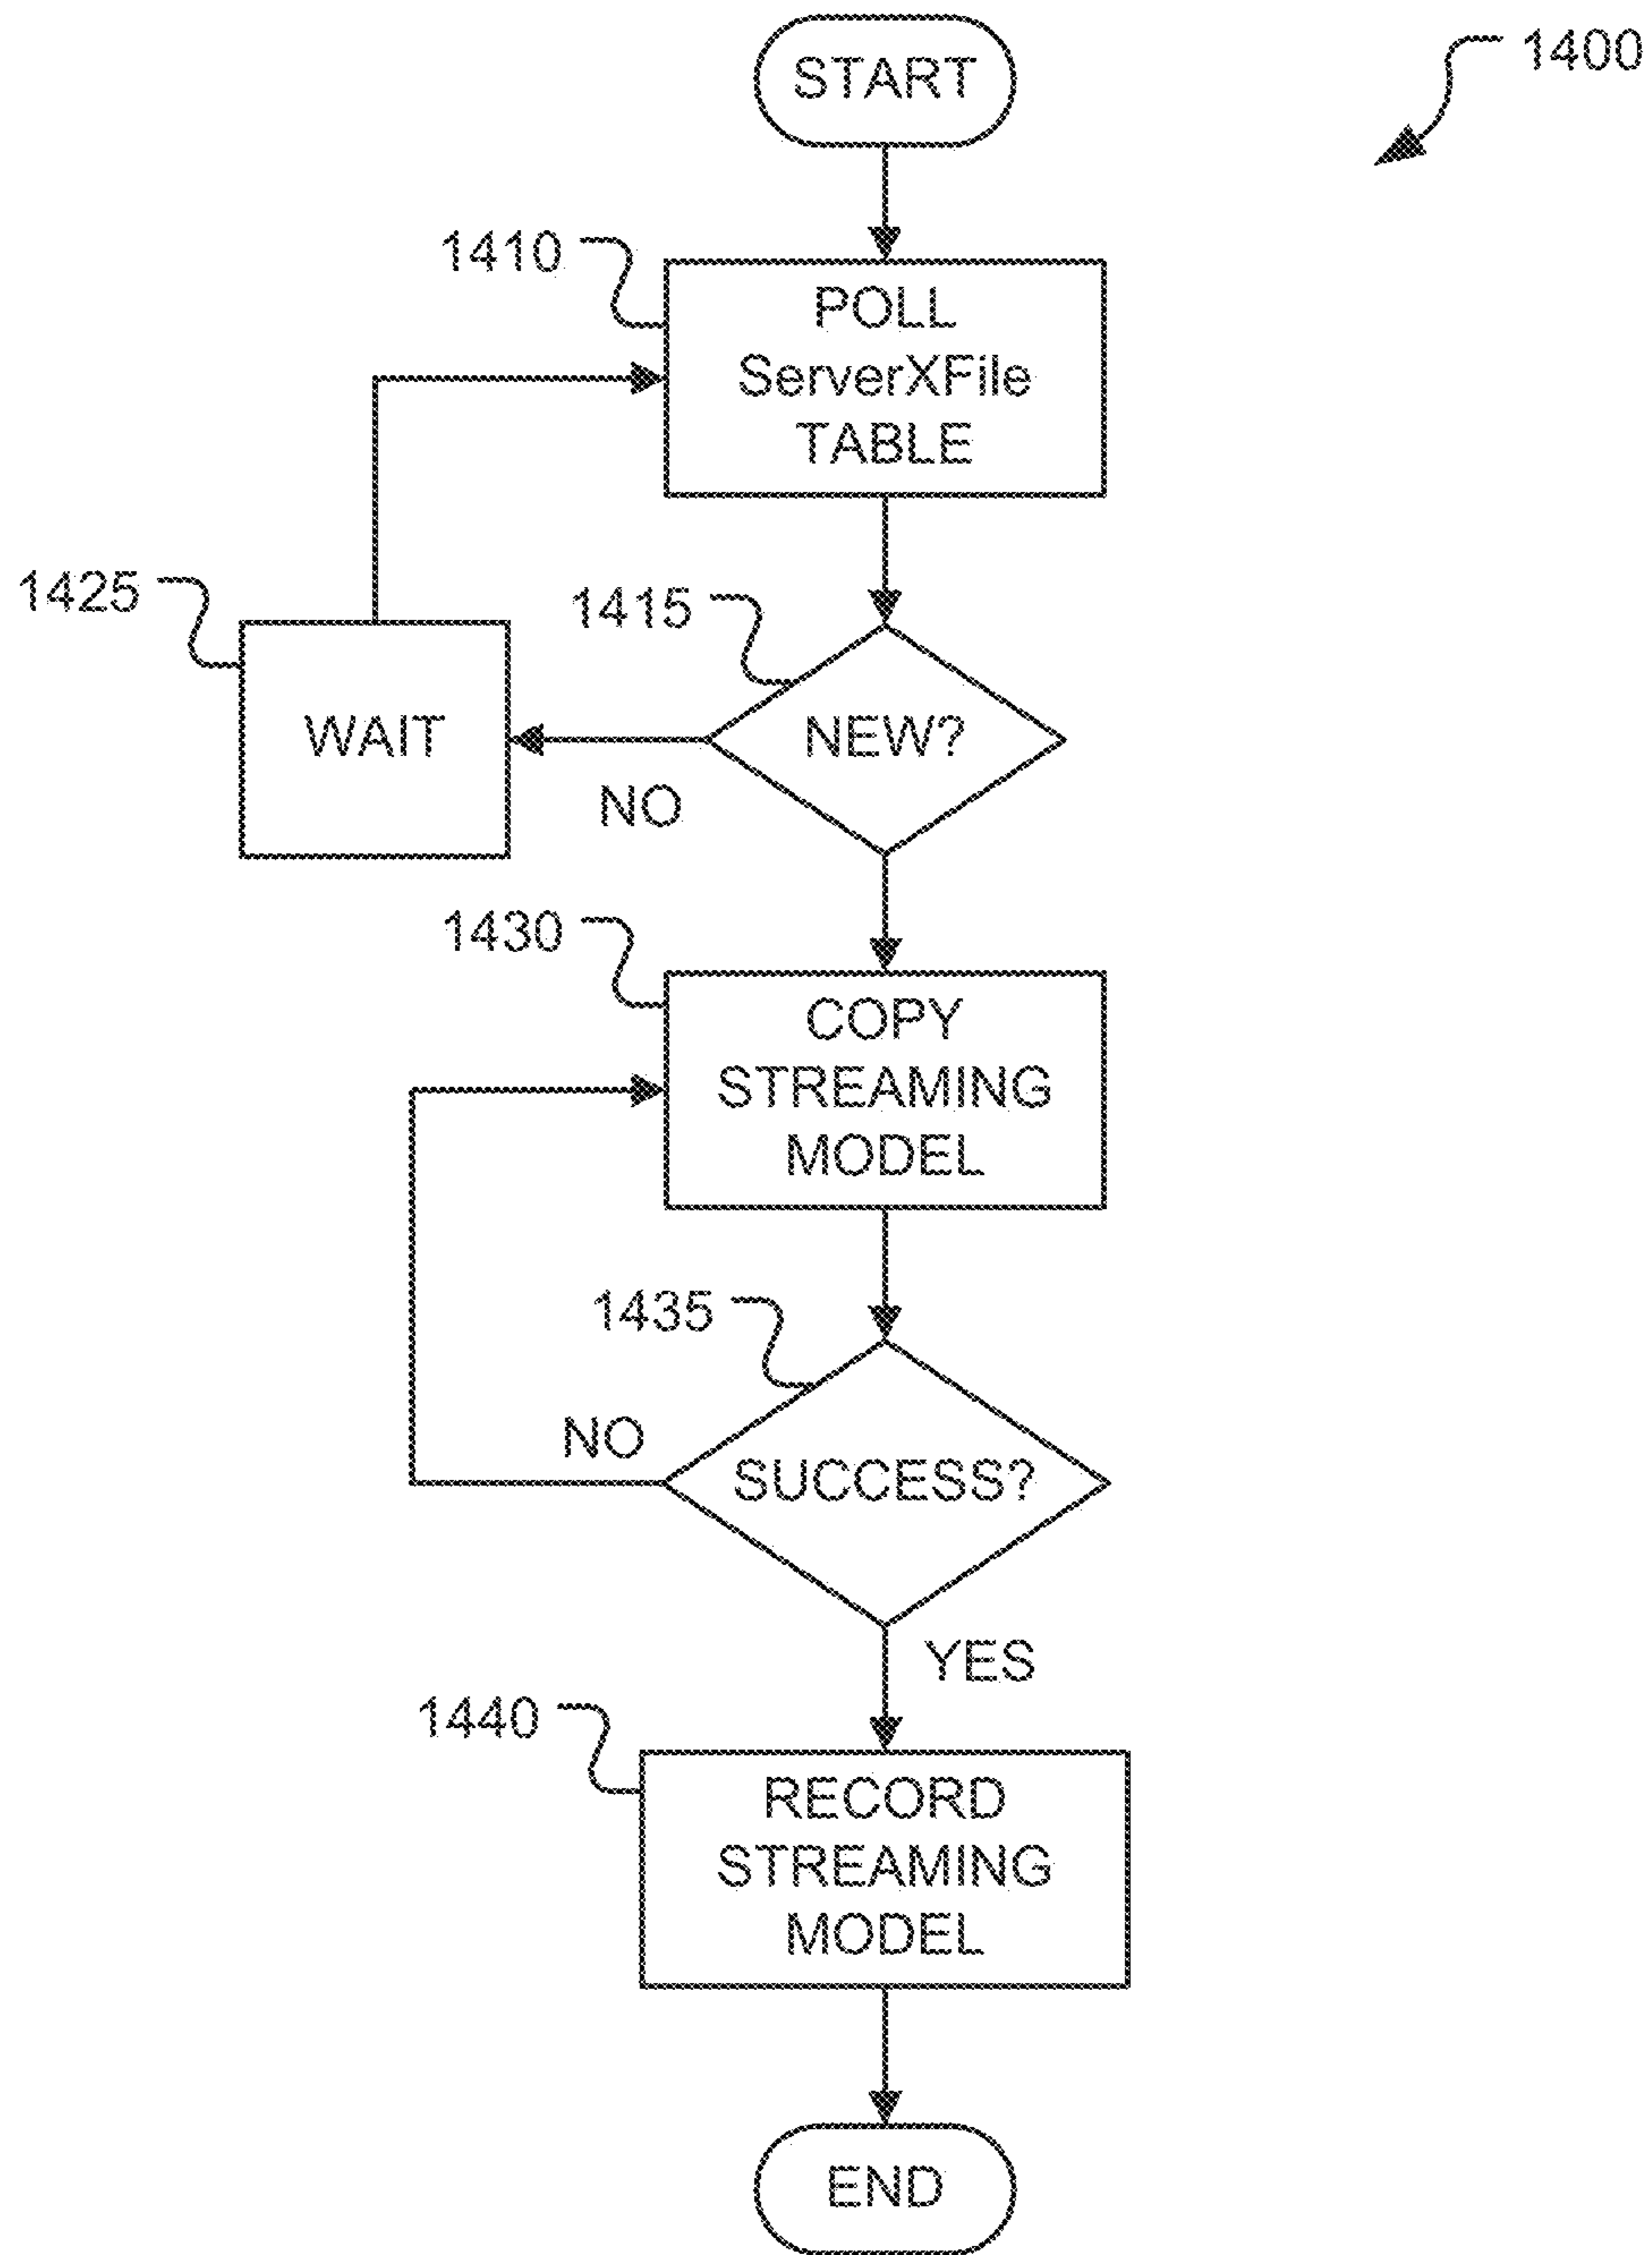 START
1400
1410
POLL
ServerXFile
TABLE
1425
1415
WAIT
NEW?
NO
1430
COPY
STREAMING
MODEL
1435
NO
SUCCESS?
YES
1440
RECORD
STREAMING
MODEL
END